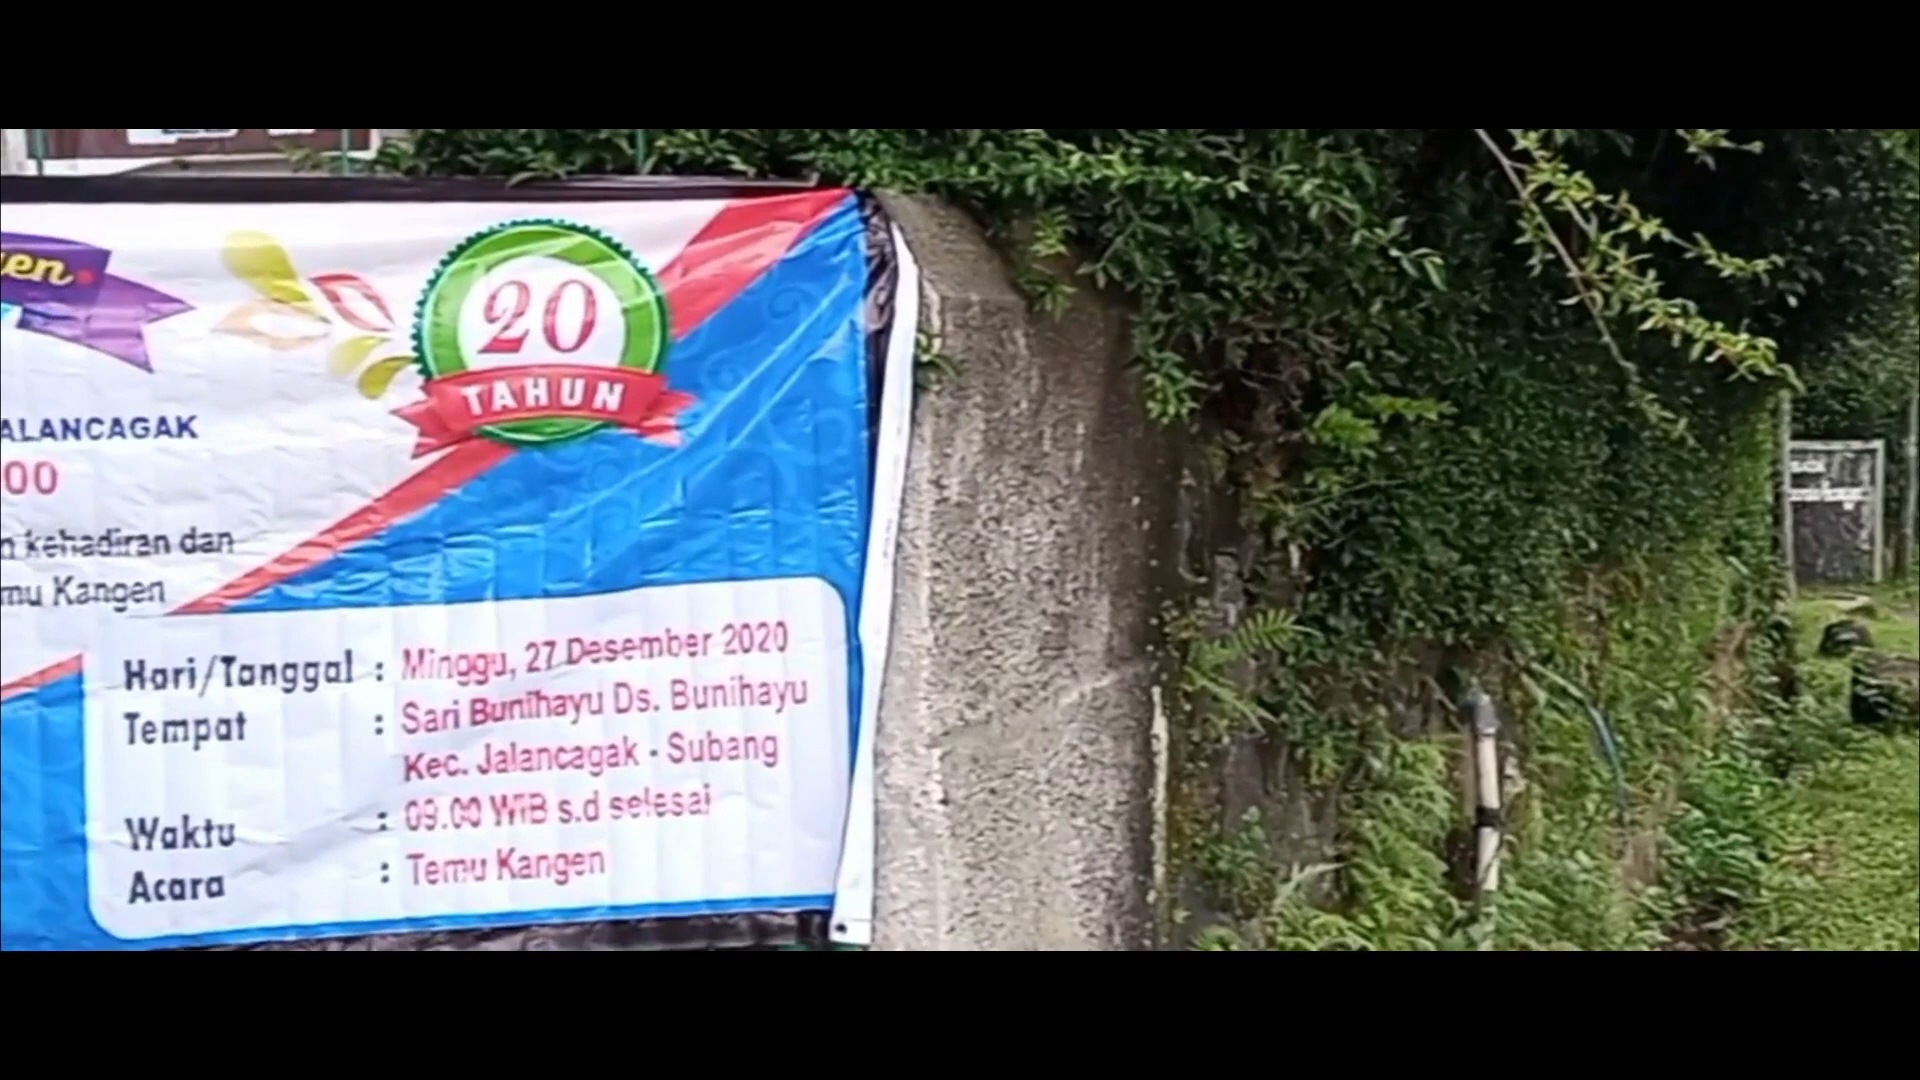 en.
20
TAHUN
ALANCAGAK
00
n kehadiran dan
mu Kangen
Hari/Tanggal : Minggu, 27 Desember 2020
Tempat : Sari Bunihayu Ds. Bunihayu
Kec. Jalancagak - Subang
Waktu : 09.00 WIB s.d selesai
Acara : Temu Kangen